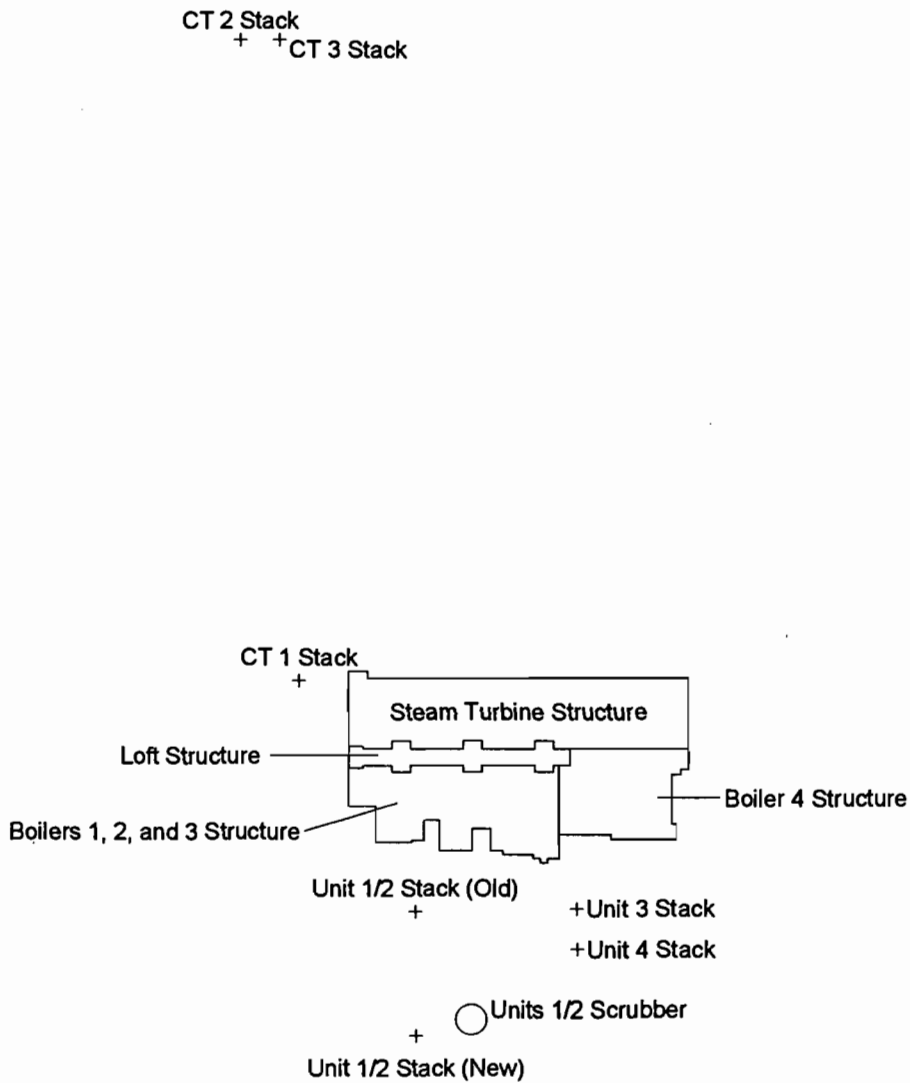 CT 2 Stack
CT 3 Stack
CT 1 Stack
Steam Turbine Structure
Loft Structure
Boiler 4 Structure
Boilers 1, 2, and 3 Structure
Unit 1/2 Stack (Old)
Unit 3 Stack
Unit 4 Stack
Units 1/2 Scrubber
Unit 1/2 Stack (New)